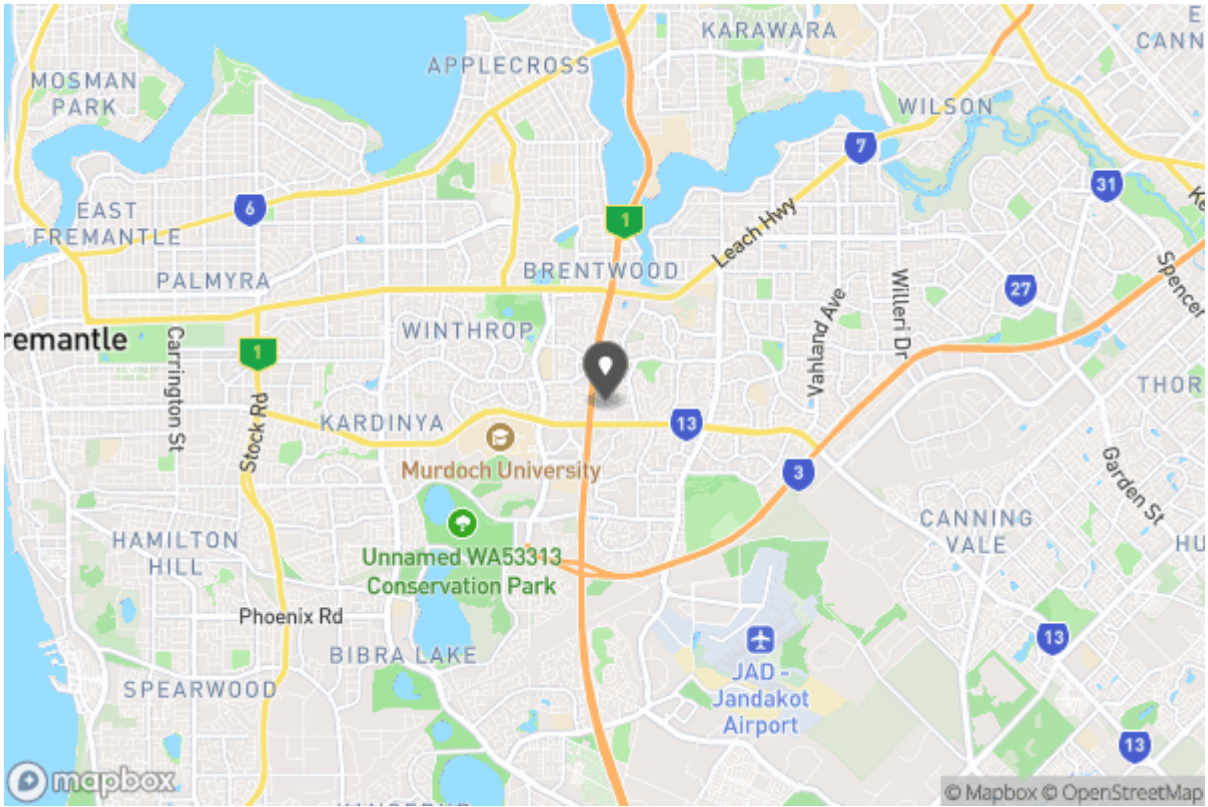 KARAWARA
E
CANN
MOSMAN
PARK
APPLECROSS
WILSON
7
31
Ke
6
EAST
FREMANTLE
1
Leach Hwy
PALMYRA
BRENTWOOD
Spencer
27
Willeri Dr
Vahland Ave
WINTHROP
remantle
Carrington St
1
THOR
Stock Rd
KARDINYA
13
Murdoch University
3
Garden St
CANNING
VALE
HAMILTON
HILL
HU
Unnamed WA53313
Conservation Park
Phoenix Rd
13
BIBRA LAKE
JAD -
Jandakot
Airport
SPEARWOOD
13
mapbox
© Mapbox © OpenStreetMap